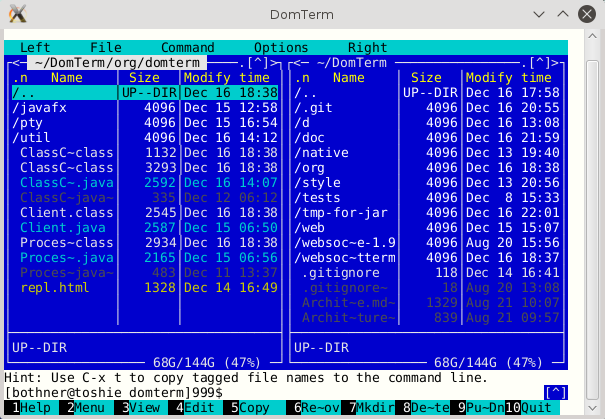 DomTerm
Left File Command Options Right
<─ ~/DomTerm/org/domterm ─.[^]> <─ ~/DomTerm ─.[^]>
.n Name Size Modify time .n Name Size Modify time
/.. UP--DIR Dec 16 18:38 /.. UP--DIR Dec 16 17:58
/javafx 4096 Dec 15 12:58 /.git 4096 Dec 16 20:55
/pty 4096 Dec 15 16:54 /d 4096 Dec 16 13:08
/util 4096 Dec 16 14:12 /doc 4096 Dec 16 21:59
ClassC~class 1132 Dec 16 18:38 /native 4096 Dec 13 19:40
ClassC~class 3293 Dec 16 18:38 /org 4096 Dec 16 18:38
ClassC~.java 2592 Dec 16 14:07 /style 4096 Dec 13 20:56
ClassC~java~ 335 Dec 12 06:12 /tests 4096 Dec 8 15:33
Client.class 2545 Dec 16 18:38 /tmp-for-jar 4096 Dec 16 22:01
Client.java 2587 Dec 15 06:50 /web 4096 Dec 15 15:07
Proces~class 2934 Dec 16 18:38 /websoc~e-1.9 4096 Aug 20 15:56
Proces~.java 2165 Dec 15 06:56 /websoc~tterm 4096 Dec 16 18:37
Proces~java~ 483 Dec 11 13:37 .gitignore 118 Dec 14 16:41
repl.html 1328 Dec 14 16:49 .gitignore~ 18 Aug 20 13:08
Archit~e.md~ 1329 Aug 21 10:07
Archit~ture~ 839 Aug 21 09:57
UP--DIR UP--DIR
68G/144G (47%) 68G/144G (47%)
Hint: Use C-x t to copy tagged file names to the command line.
[bothner@toshie domterm]999$ [^]
1Help 2Menu 3View 4Edit 5Copy 6Re~ov 7Mkdir 8De~te 9Pu~Dn 10Quit